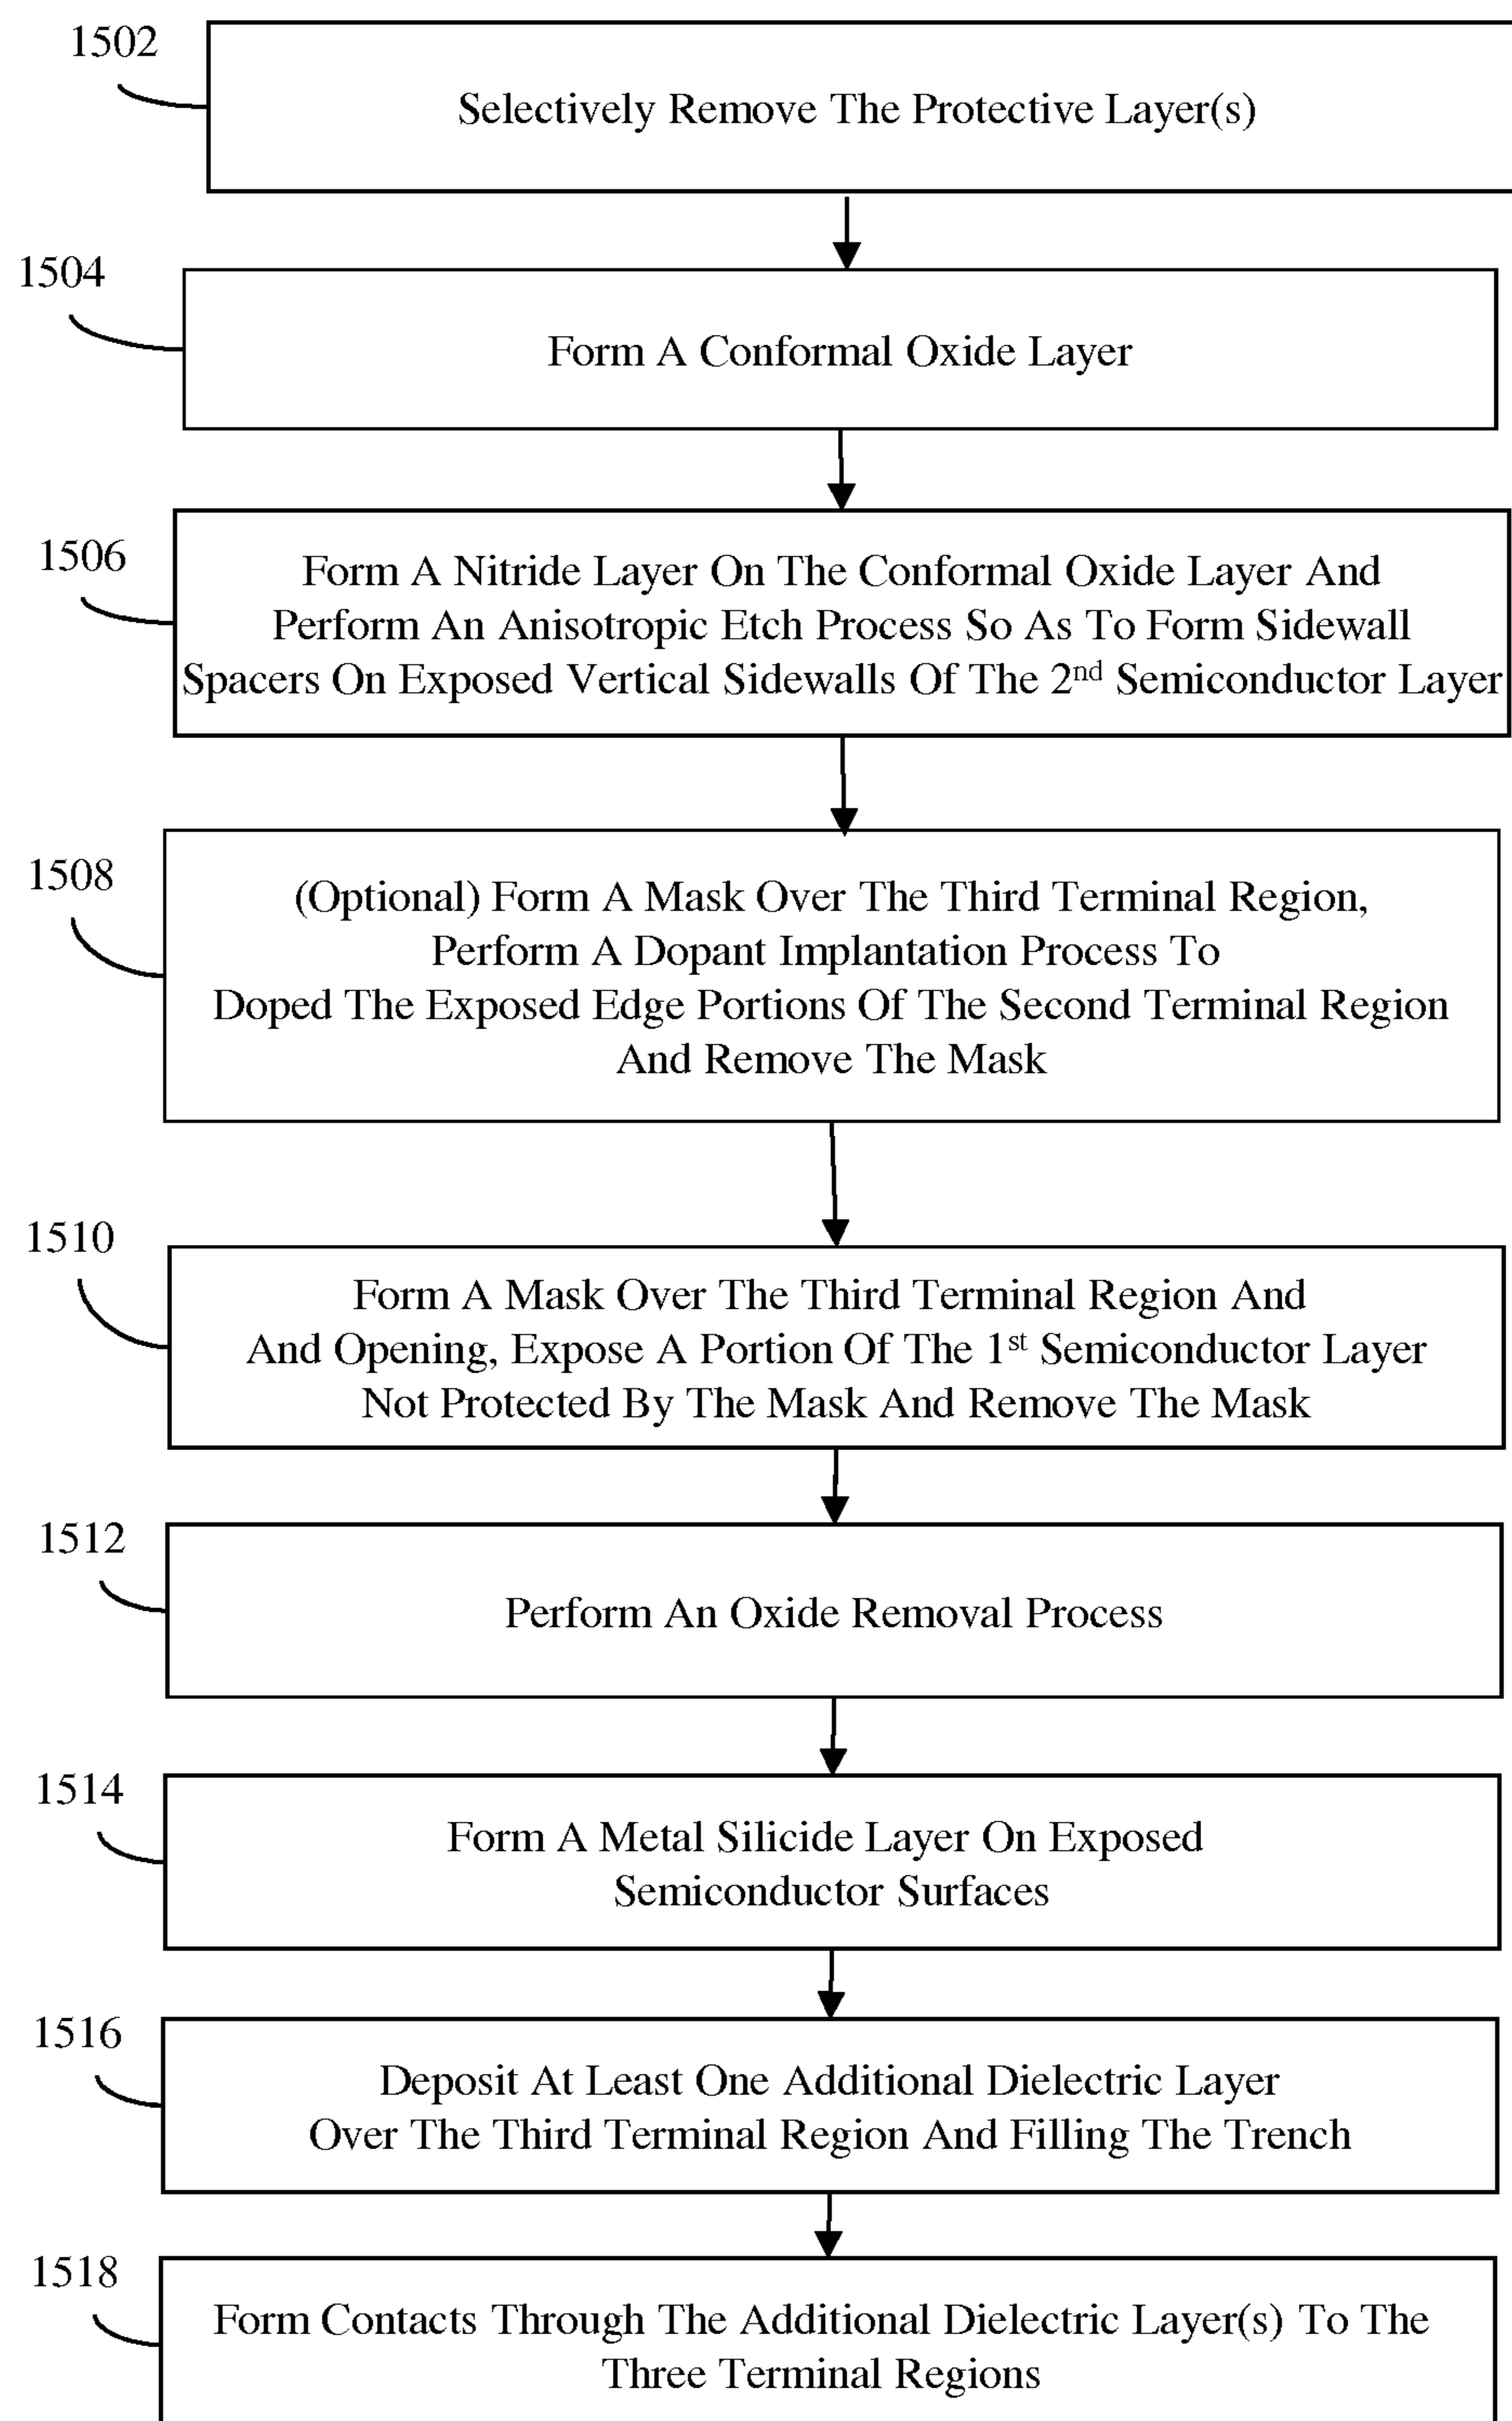 1502
Selectively Remove The Protective Layer(s)
1504
Form A Conformal Oxide Layer
1506
Form A Nitride Layer On The Conformal Oxide Layer And
Perform An Anisotropic Etch Process So As To Form Sidewall
Spacers On Exposed Vertical Sidewalls Of The 2nd Semiconductor Layer
1508
(Optional) Form A Mask Over The Third Terminal Region,
Perform A Dopant Implantation Process To
Doped The Exposed Edge Portions Of The Second Terminal Region
And Remove The Mask
1510
Form A Mask Over The Third Terminal Region And
And Opening, Expose A Portion Of The 1st Semiconductor Layer
Not Protected By The Mask And Remove The Mask
1512
Perform An Oxide Removal Process
1514
Form A Metal Silicide Layer On Exposed
Semiconductor Surfaces
1516
Deposit At Least One Additional Dielectric Layer
Over The Third Terminal Region And Filling The Trench
1518
Form Contacts Through The Additional Dielectric Layer(s) To The
Three Terminal Regions